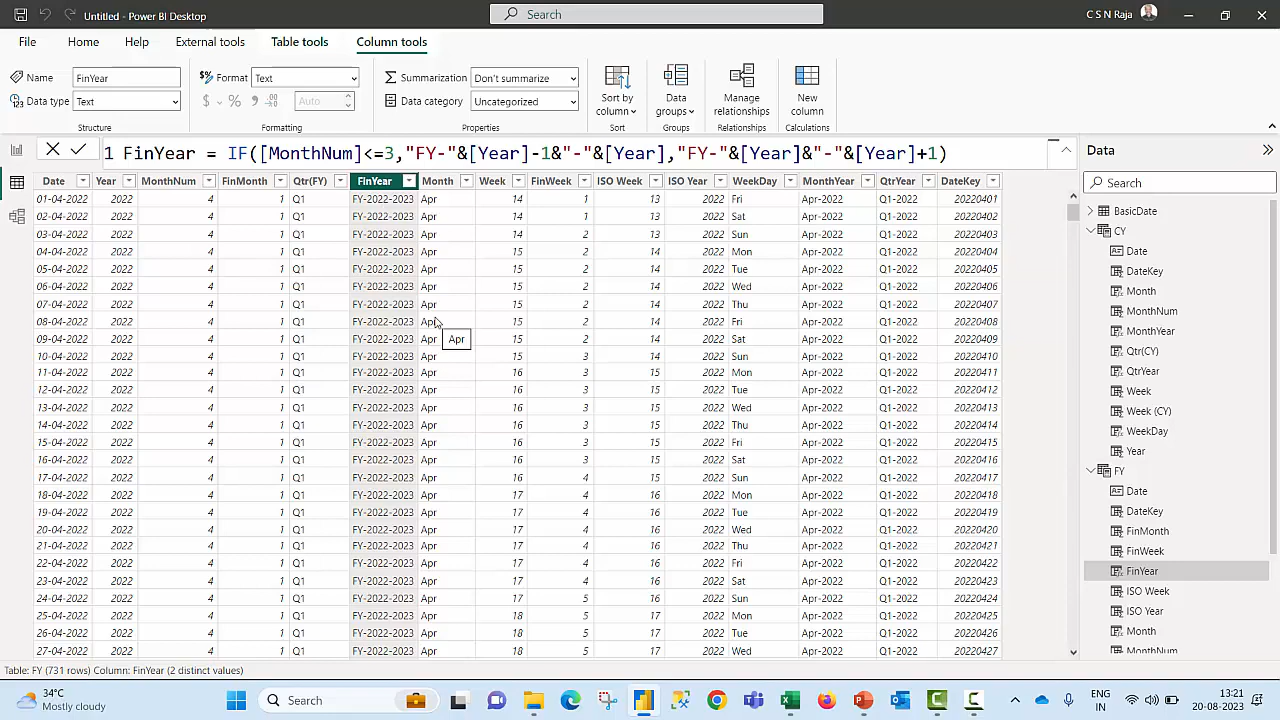 Untitled - Power BI Desktop
Search
C S N Raja
File Home Help External tools Table tools Column tools
Name FinYear
Format Text
Summarization Don't summarize
Data type Text
$ % Auto
Data category Uncategorized
Sort by column
Data groups
Manage relationships
New column
Structure Formatting Properties Sort Groups Relationships Calculations
1 FinYear = IF([MonthNum]<=3,"FY-"&[Year]-1&"-"&[Year],"FY-"&[Year]&"-"&[Year]+1)
Date Year MonthNum FinMonth Qtr(FY) FinYear Month Week FinWeek ISO Week ISO Year WeekDay MonthYear QtrYear DateKey
01-04-2022 2022 4 1 Q1 FY-2022-2023 Apr 14 1 13 2022 Fri Apr-2022 Q1-2022 20220401
02-04-2022 2022 4 1 Q1 FY-2022-2023 Apr 14 1 13 2022 Sat Apr-2022 Q1-2022 20220402
03-04-2022 2022 4 1 Q1 FY-2022-2023 Apr 14 2 13 2022 Sun Apr-2022 Q1-2022 20220403
04-04-2022 2022 4 1 Q1 FY-2022-2023 Apr 15 2 14 2022 Mon Apr-2022 Q1-2022 20220404
05-04-2022 2022 4 1 Q1 FY-2022-2023 Apr 15 2 14 2022 Tue Apr-2022 Q1-2022 20220405
06-04-2022 2022 4 1 Q1 FY-2022-2023 Apr 15 2 14 2022 Wed Apr-2022 Q1-2022 20220406
07-04-2022 2022 4 1 Q1 FY-2022-2023 Apr 15 2 14 2022 Thu Apr-2022 Q1-2022 20220407
08-04-2022 2022 4 1 Q1 FY-2022-2023 Apr 15 2 14 2022 Fri Apr-2022 Q1-2022 20220408
09-04-2022 2022 4 1 Q1 FY-2022-2023 Apr Apr 15 2 14 2022 Sat Apr-2022 Q1-2022 20220409
10-04-2022 2022 4 1 Q1 FY-2022-2023 Apr 15 3 14 2022 Sun Apr-2022 Q1-2022 20220410
11-04-2022 2022 4 1 Q1 FY-2022-2023 Apr 16 3 15 2022 Mon Apr-2022 Q1-2022 20220411
12-04-2022 2022 4 1 Q1 FY-2022-2023 Apr 16 3 15 2022 Tue Apr-2022 Q1-2022 20220412
13-04-2022 2022 4 1 Q1 FY-2022-2023 Apr 16 3 15 2022 Wed Apr-2022 Q1-2022 20220413
14-04-2022 2022 4 1 Q1 FY-2022-2023 Apr 16 3 15 2022 Thu Apr-2022 Q1-2022 20220414
15-04-2022 2022 4 1 Q1 FY-2022-2023 Apr 16 3 15 2022 Fri Apr-2022 Q1-2022 20220415
16-04-2022 2022 4 1 Q1 FY-2022-2023 Apr 16 3 15 2022 Sat Apr-2022 Q1-2022 20220416
17-04-2022 2022 4 1 Q1 FY-2022-2023 Apr 16 4 15 2022 Sun Apr-2022 Q1-2022 20220417
18-04-2022 2022 4 1 Q1 FY-2022-2023 Apr 17 4 16 2022 Mon Apr-2022 Q1-2022 20220418
19-04-2022 2022 4 1 Q1 FY-2022-2023 Apr 17 4 16 2022 Tue Apr-2022 Q1-2022 20220419
20-04-2022 2022 4 1 Q1 FY-2022-2023 Apr 17 4 16 2022 Wed Apr-2022 Q1-2022 20220420
21-04-2022 2022 4 1 Q1 FY-2022-2023 Apr 17 4 16 2022 Thu Apr-2022 Q1-2022 20220421
22-04-2022 2022 4 1 Q1 FY-2022-2023 Apr 17 4 16 2022 Fri Apr-2022 Q1-2022 20220422
23-04-2022 2022 4 1 Q1 FY-2022-2023 Apr 17 4 16 2022 Sat Apr-2022 Q1-2022 20220423
24-04-2022 2022 4 1 Q1 FY-2022-2023 Apr 17 5 16 2022 Sun Apr-2022 Q1-2022 20220424
25-04-2022 2022 4 1 Q1 FY-2022-2023 Apr 18 5 17 2022 Mon Apr-2022 Q1-2022 20220425
26-04-2022 2022 4 1 Q1 FY-2022-2023 Apr 18 5 17 2022 Tue Apr-2022 Q1-2022 20220426
27-04-2022 2022 4 1 Q1 FY-2022-2023 Apr 18 5 17 2022 Wed Apr-2022 Q1-2022 20220427
Data
Search
BasicDate
CY
Date
DateKey
Month
MonthNum
MonthYear
Qtr(CY)
QtrYear
Week
Week (CY)
WeekDay
Year
FY
Date
DateKey
FinMonth
FinWeek
FinYear
ISO Week
ISO Year
Month
MonthNum
Table: FY (731 rows) Column: FinYear (2 distinct values)
34°C
Mostly cloudy
Search
ENG
IN
13:21
20-08-2023